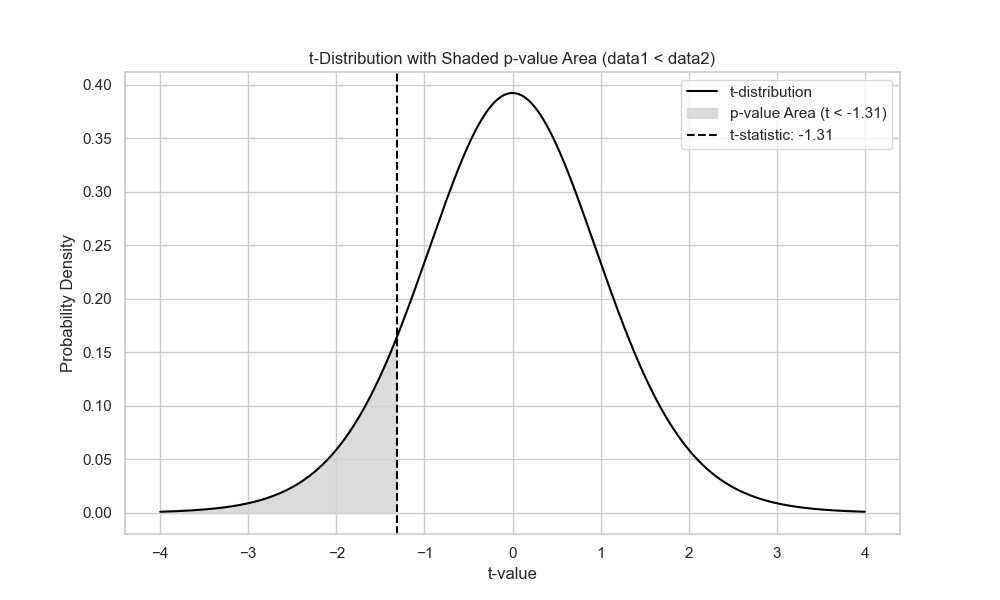 t-Distribution with Shaded p-value Area (data1 < data2)
t-distribution
p-value Area (t < -1.31)
t-statistic: -1.31
Probability Density
0.40
0.35
0.30
0.25
0.20
0.15
0.10
0.05
0.00
−4 −3 −2 −1 0 1 2 3 4
t-value